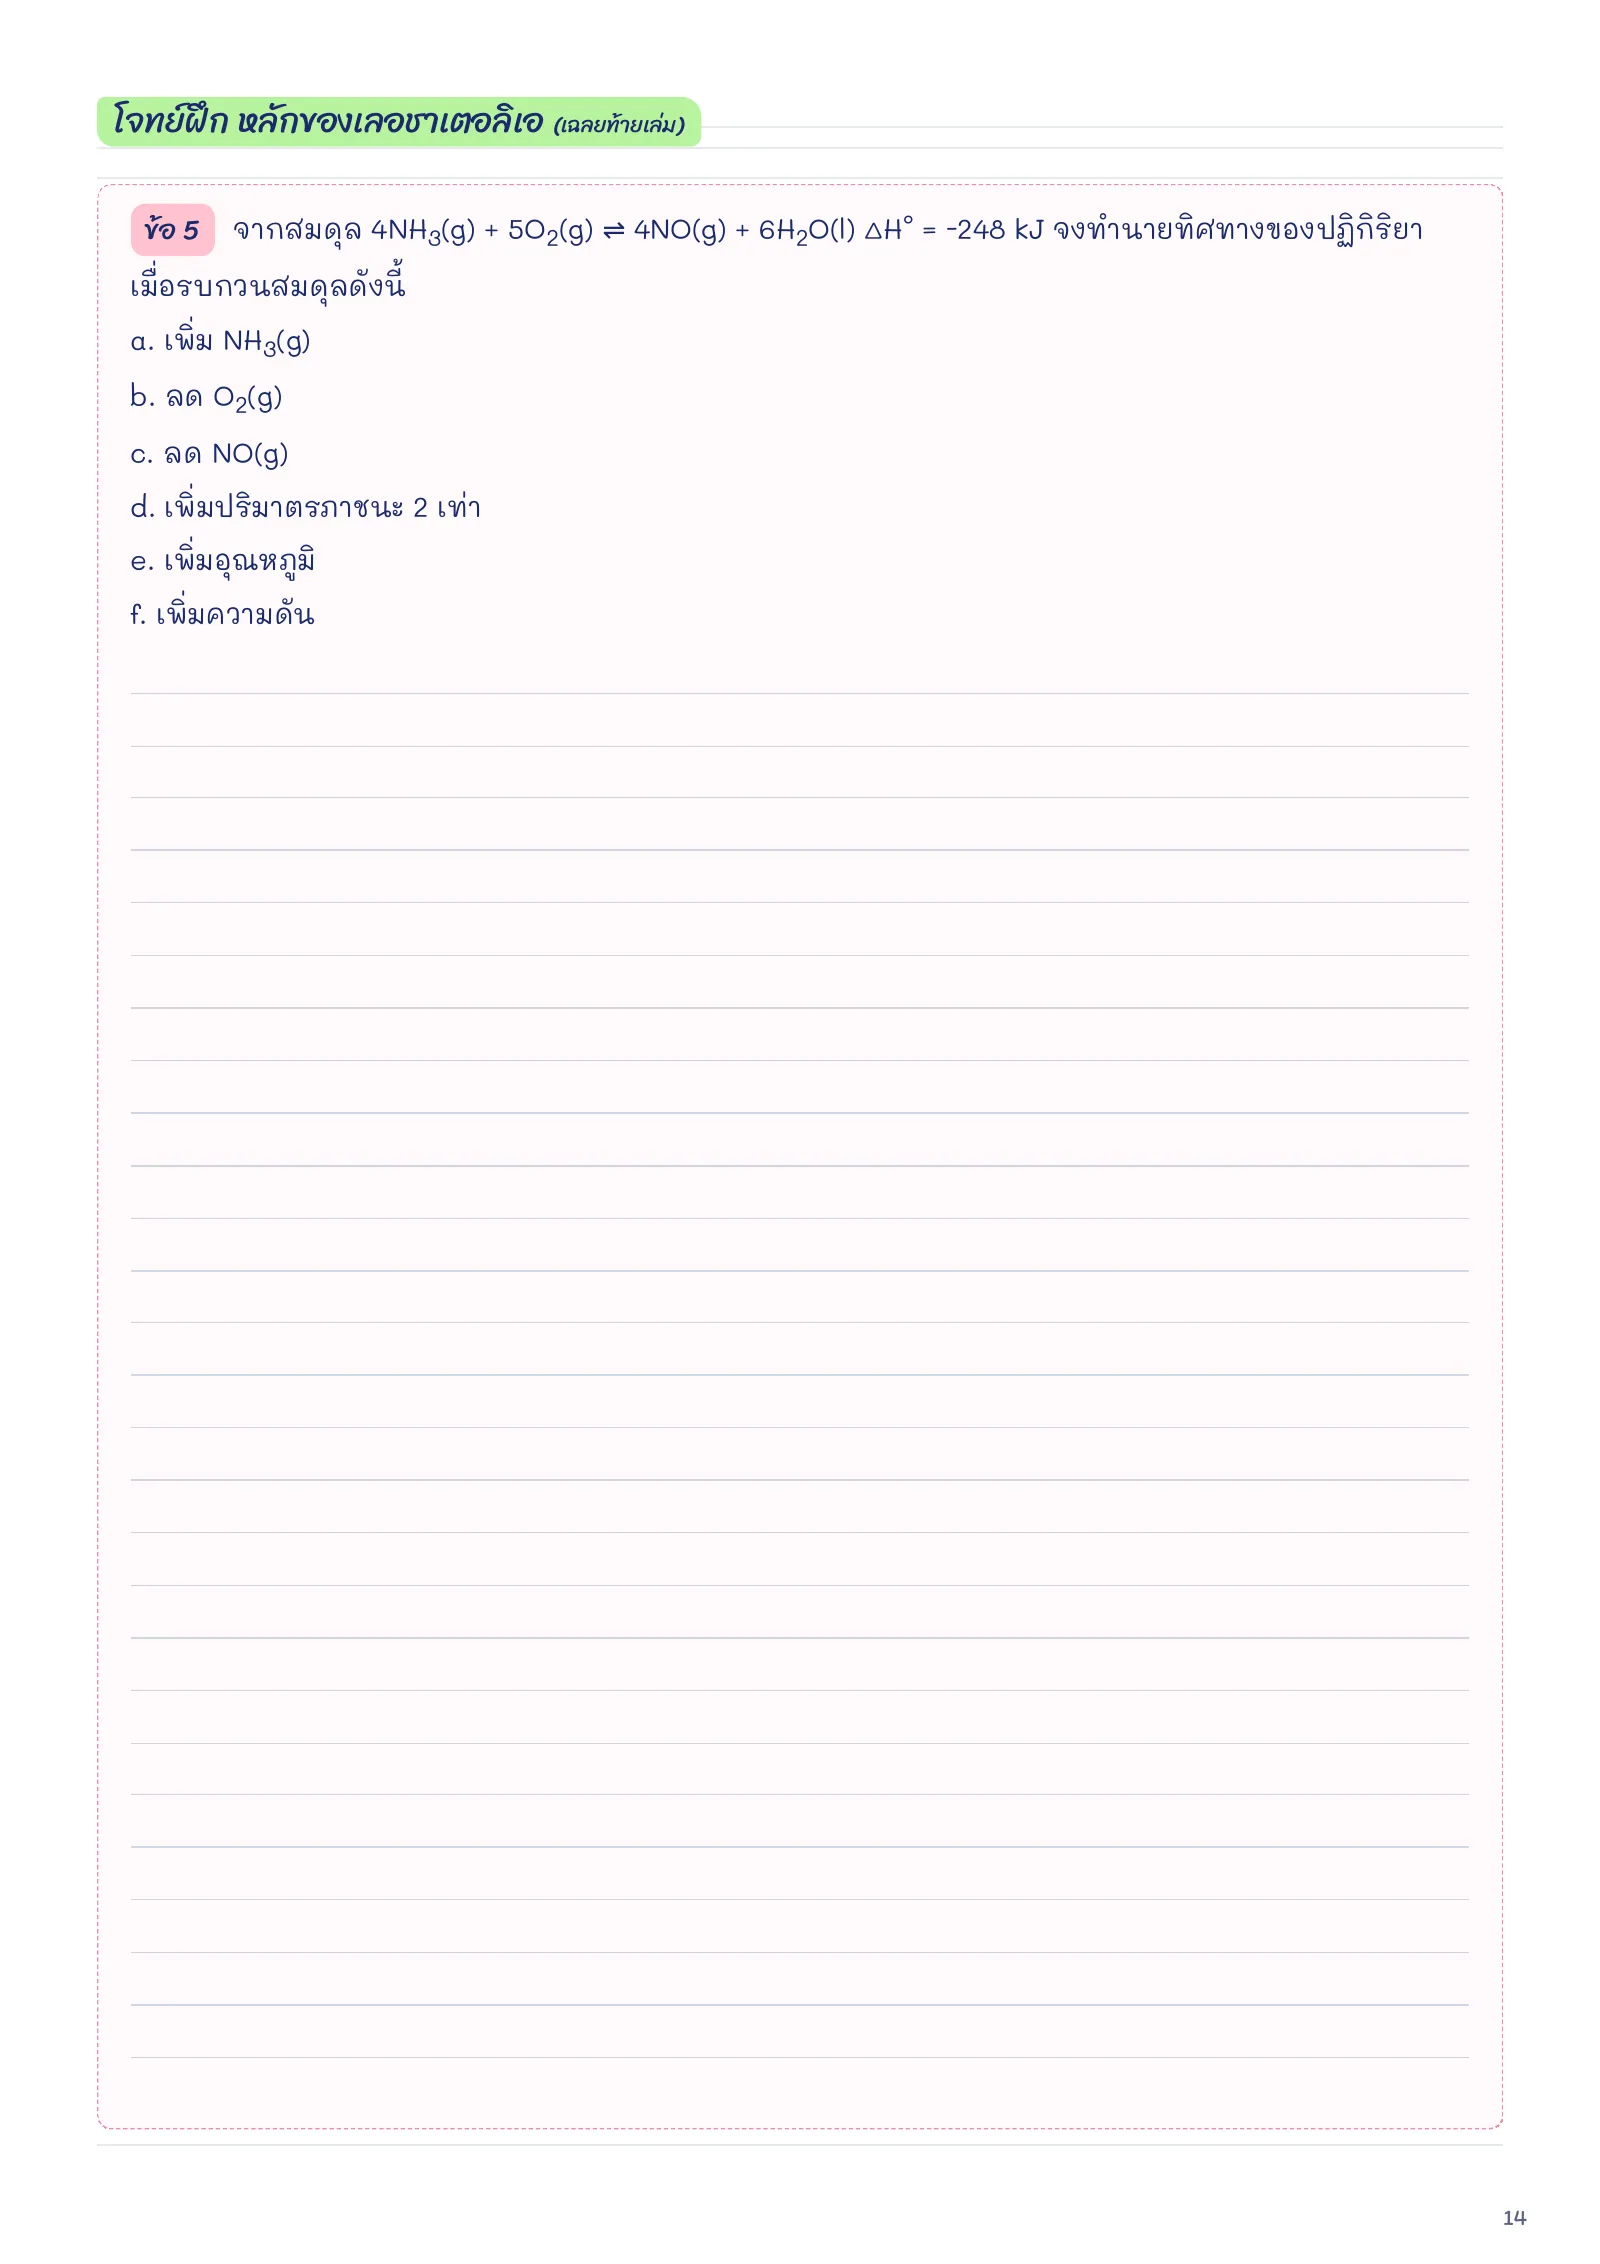 โจทย์ฝึก หลักของเลอชาเตอลิเอ (เฉลยท้ายเล่ม)
ข้อ 5 จากสมดุล 4NH₃(g) + 5O₂(g) ⇌ 4NO(g) + 6H₂O(l) △H° = -248 kJ จงทำนายทิศทางของปฏิกิริยา
เมื่อรบกวนสมดุลดังนี้
a. เพิ่ม NH₃(g)
b. ลด O₂(g)
c. ลด NO(g)
d. เพิ่มปริมาตรภาชนะ 2 เท่า
e. เพิ่มอุณหภูมิ
f. เพิ่มความดัน
14